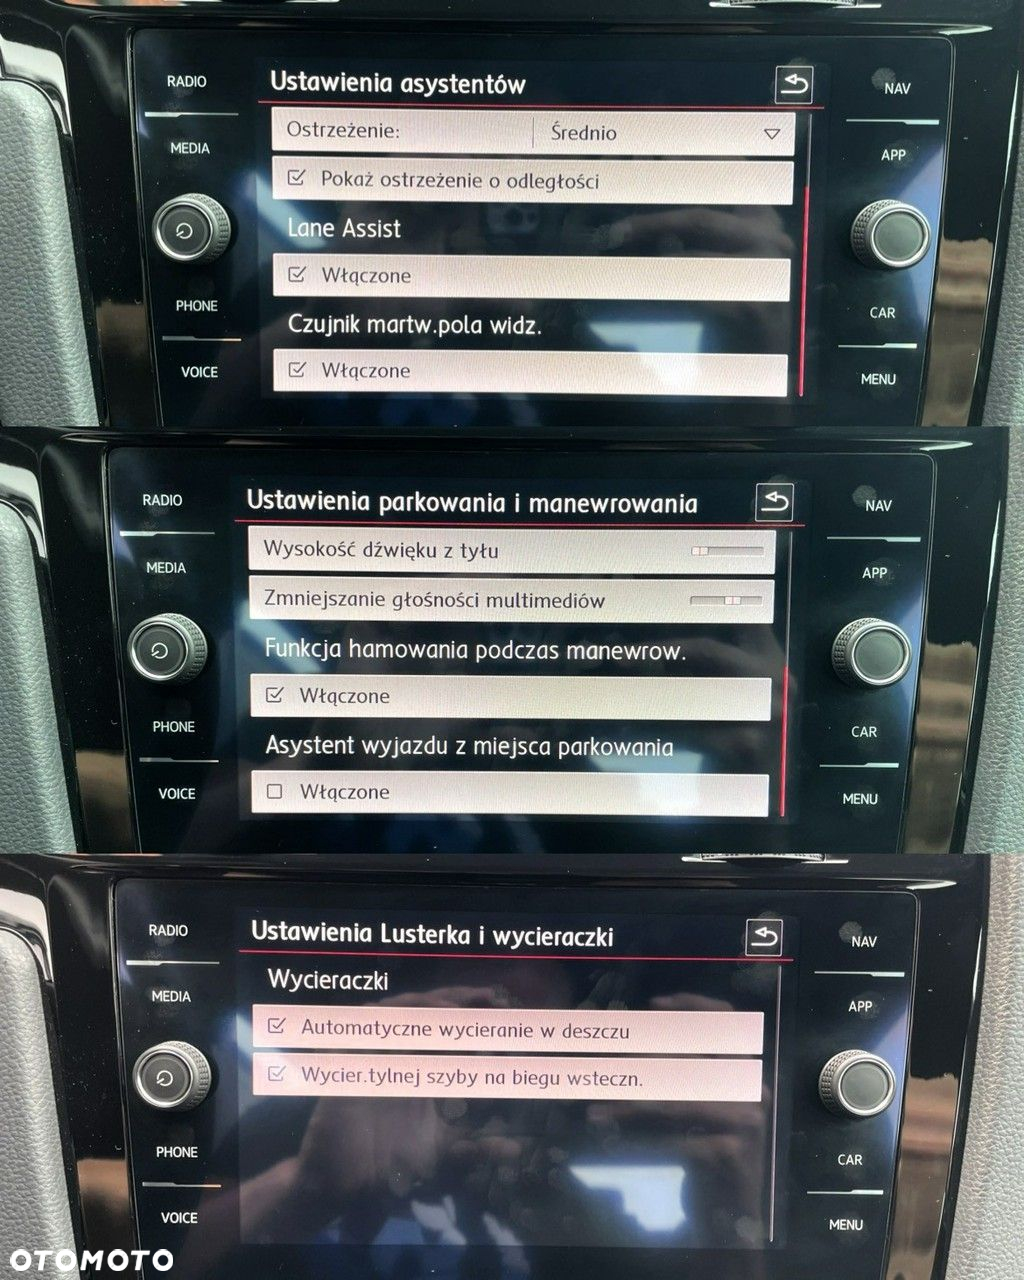 RADIO
MEDIA
PHONE
VOICE
Ustawienia asystentów
Ostrzeżenie: Średnio
Pokaż ostrzeżenie o odległości
Lane Assist
Włączone
Czujnik martw.pola widz.
Włączone
NAV
APP
CAR
MENU
RADIO
MEDIA
PHONE
VOICE
Ustawienia parkowania i manewrowania
Wysokość dźwięku z tyłu
Zmniejszanie głośności multimediów
Funkcja hamowania podczas manewrow.
Włączone
Asystent wyjazdu z miejsca parkowania
Włączone
NAV
APP
CAR
MENU
RADIO
MEDIA
PHONE
VOICE
Ustawienia Lusterka i wycieraczki
Wycieraczki
Automatyczne wycieranie w deszczu
Wycier.tylnej szyby na biegu wsteczn.
NAV
APP
CAR
MENU
OTOMOTO